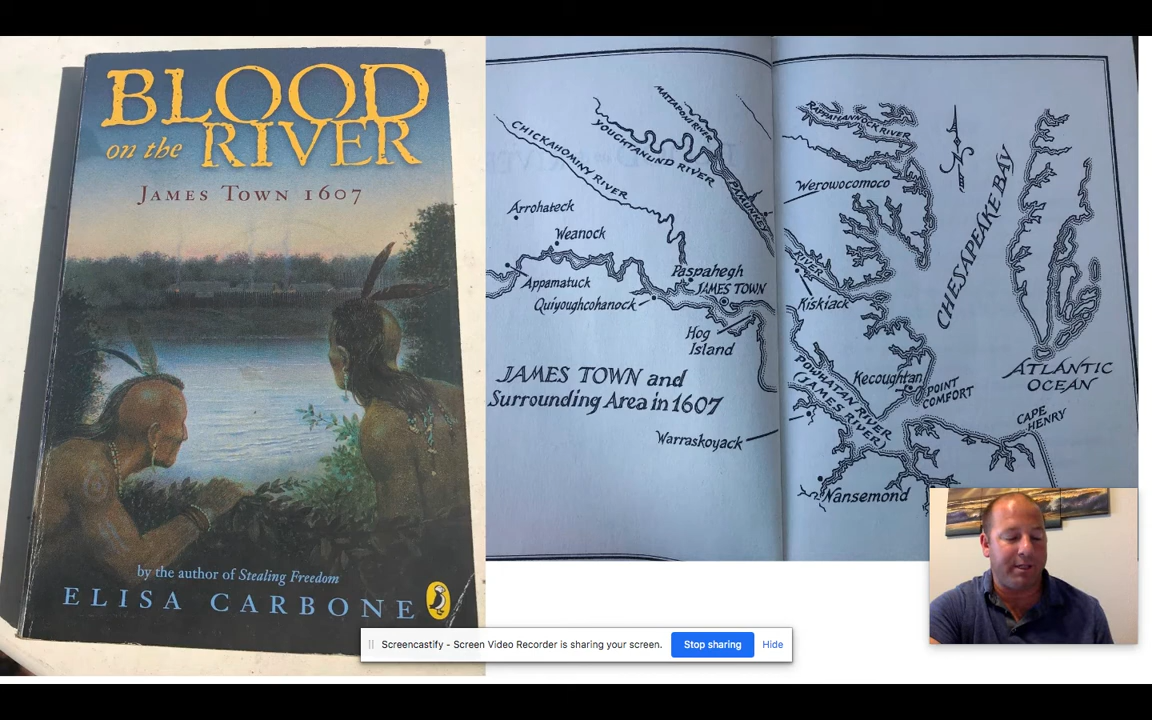 BLOOD
on the RIVER
JAMES TOWN 1607
by the author of Stealing Freedom
ELISA CARBONE
MATTAPONI RIVER
YOUGHTANUND RIVER
CHICKAHOMINY RIVER
PAMUNKEY
Arrohateck
Weanock
Appamatuck
Quiyoughcohanock
Paspahegh
JAMES TOWN
Hog
Island
JAMES TOWN and
Surrounding Area in 1607
Warraskoyack
RAPPAHANNOCK RIVER
N
Werowocomoco
CHESAPEAKE BAY
RIVER
Kiskiack
POWHATAN RIVER
(JAMES RIVER)
Kecoughtan
POINT
COMFORT
ATLANTIC
OCEAN
CAPE
HENRY
Nansemond
Screencastify - Screen Video Recorder is sharing your screen.
Stop sharing
Hide